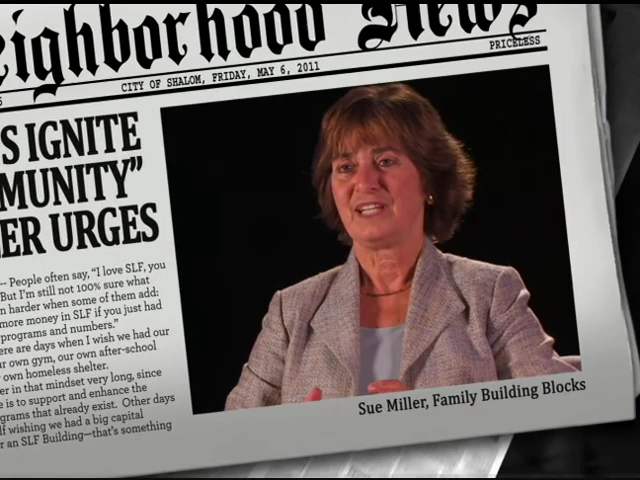 eighborhood News
PRICELESS
CITY OF SHALOM, FRIDAY, MAY 6, 2011
S IGNITE
MUNITY”
ER URGES
-- People often say, “I love SLF, you
But I'm still not 100% sure what
n harder when some of them add:
more money in SLF if you just had
programs and numbers.”
ere are days when I wish we had our
ur own gym, our own after-school
own homeless shelter.
er in that mindset very long, since
e is to support and enhance the
grams that already exist. Other days
lf wishing we had a big capital
r an SLF Building—that's something
Sue Miller, Family Building Blocks